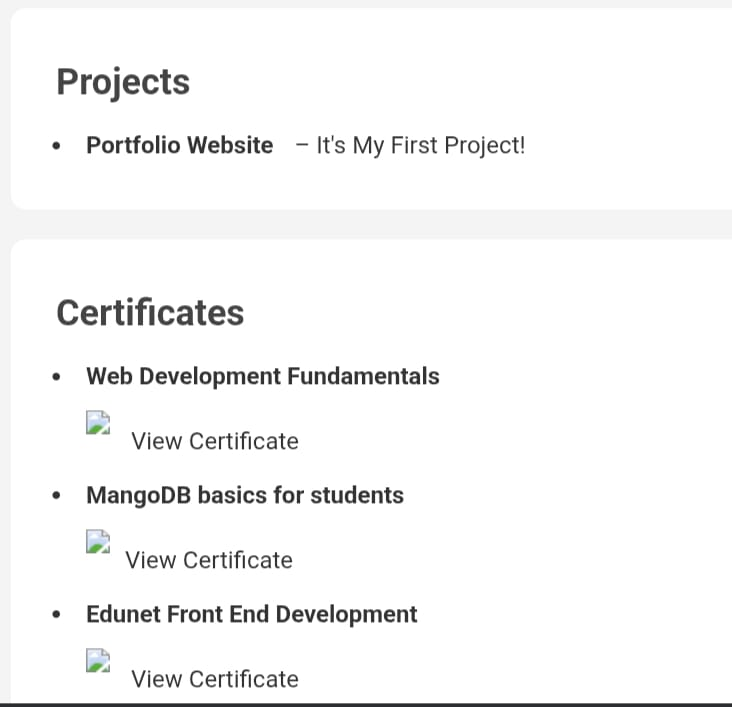 Projects
• Portfolio Website – It's My First Project!
Certificates
• Web Development Fundamentals
View Certificate
• MangoDB basics for students
View Certificate
• Edunet Front End Development
View Certificate